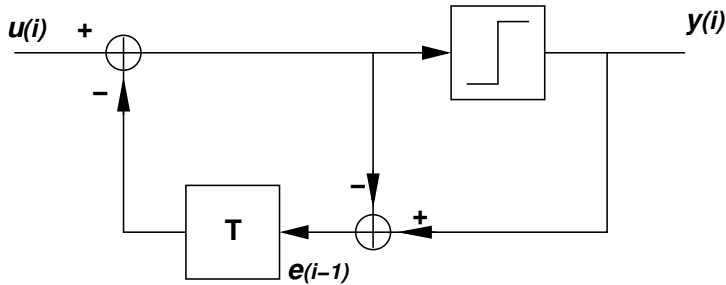 u(i) + y(i)
−
− +
T
e(i−1)